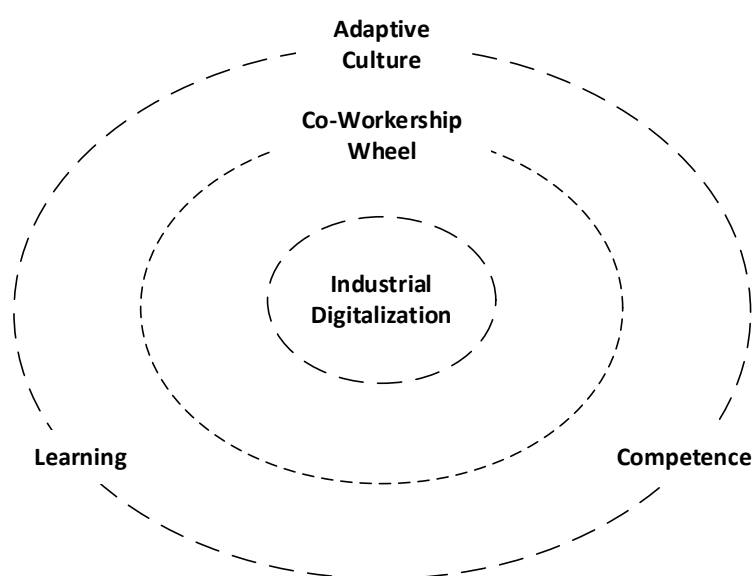 Adaptive
Culture
Co-Workership
Wheel
Industrial
Digitalization
Learning
Competence